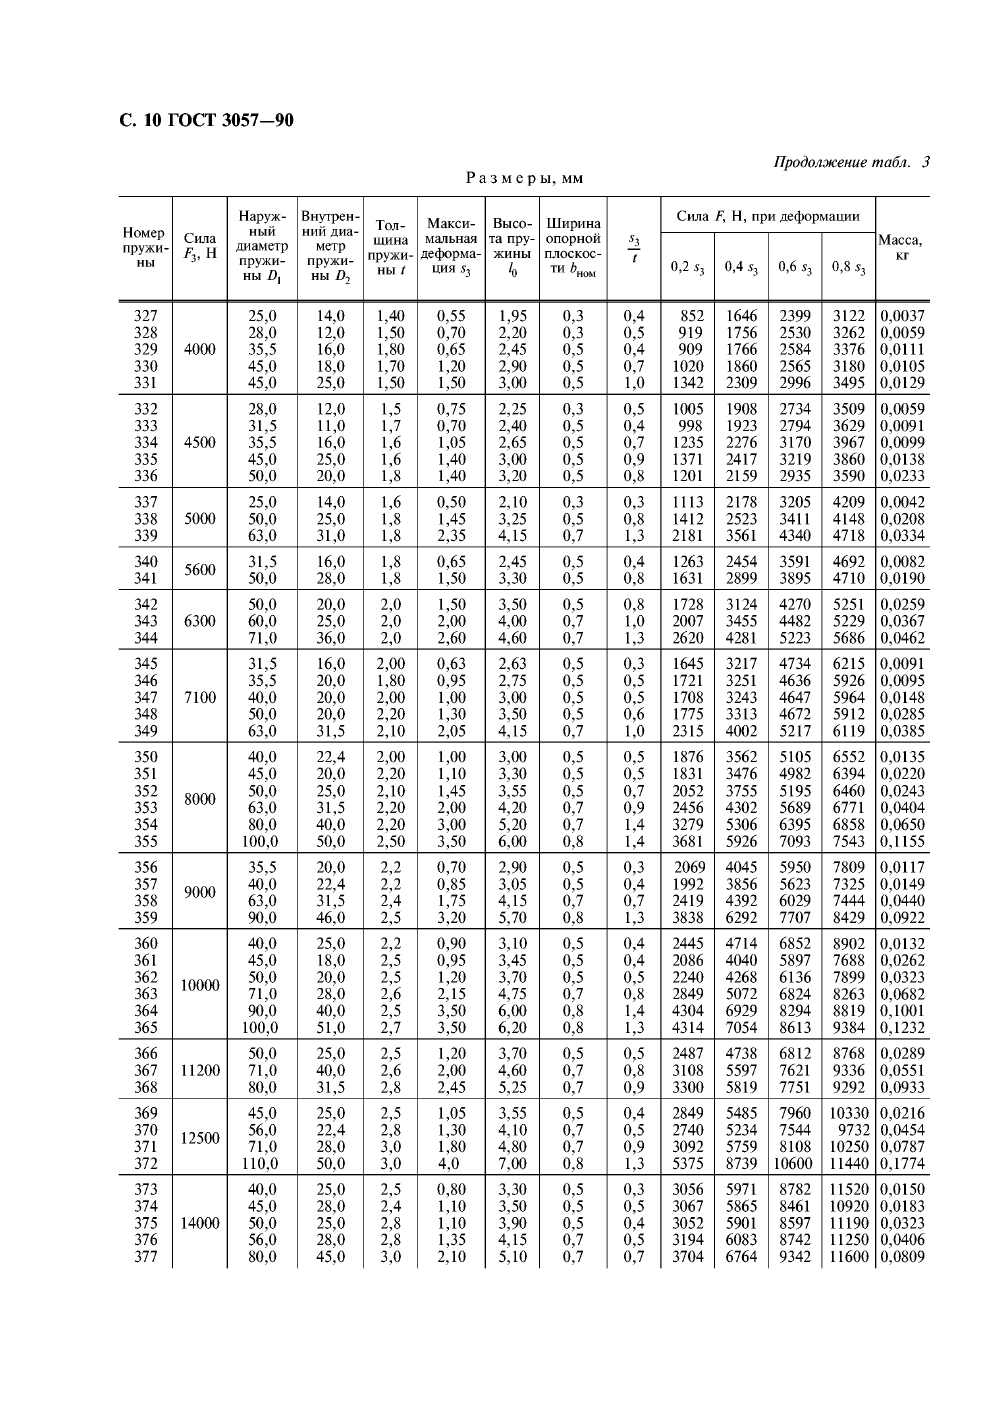 С. 10 ГОСТ 3057—90
Продолжение табл. 3
Размеры, мм
Номер пружи-ны | Сила F3, Н | Наруж-ный диаметр пружи-ны D1 | Внутрен-ний диа-метр пружи-ны D2 | Тол-щина пружи-ны t | Макси-мальная деформа-ция s3 | Высо-та пру-жины l0 | Ширина опорной плоскос-ти bном | s3/t | Сила F, Н, при деформации | Масса, кг
0,2 s3 | 0,4 s3 | 0,6 s3 | 0,8 s3
327 25,0 14,0 1,40 0,55 1,95 0,3 0,4 852 1646 2399 3122 0,0037
328 28,0 12,0 1,50 0,70 2,20 0,3 0,5 919 1756 2530 3262 0,0059
329 4000 35,5 16,0 1,80 0,65 2,45 0,5 0,4 909 1766 2584 3376 0,0111
330 45,0 18,0 1,70 1,20 2,90 0,5 0,7 1020 1860 2565 3180 0,0105
331 45,0 25,0 1,50 1,50 3,00 0,5 1,0 1342 2309 2996 3495 0,0129
332 28,0 12,0 1,5 0,75 2,25 0,3 0,5 1005 1908 2734 3509 0,0059
333 31,5 11,0 1,7 0,70 2,40 0,5 0,4 998 1923 2794 3629 0,0091
334 4500 35,5 16,0 1,6 1,05 2,65 0,5 0,7 1235 2276 3170 3967 0,0099
335 45,0 25,0 1,6 1,40 3,00 0,5 0,9 1371 2417 3219 3860 0,0138
336 50,0 20,0 1,8 1,40 3,20 0,5 0,8 1201 2159 2935 3590 0,0233
337 25,0 14,0 1,6 0,50 2,10 0,3 0,3 1113 2178 3205 4209 0,0042
338 5000 50,0 25,0 1,8 1,45 3,25 0,5 0,8 1412 2523 3411 4148 0,0208
339 63,0 31,0 1,8 2,35 4,15 0,7 1,3 2181 3561 4340 4718 0,0334
340 5600 31,5 16,0 1,8 0,65 2,45 0,5 0,4 1263 2454 3591 4692 0,0082
341 50,0 28,0 1,8 1,50 3,30 0,5 0,8 1631 2899 3895 4710 0,0190
342 50,0 20,0 2,0 1,50 3,50 0,5 0,8 1728 3124 4270 5251 0,0259
343 6300 60,0 25,0 2,0 2,00 4,00 0,7 1,0 2007 3455 4482 5229 0,0367
344 71,0 36,0 2,0 2,60 4,60 0,7 1,3 2620 4281 5223 5686 0,0462
345 31,5 16,0 2,00 0,63 2,63 0,5 0,3 1645 3217 4734 6215 0,0091
346 35,5 20,0 1,80 0,95 2,75 0,5 0,5 1721 3251 4636 5926 0,0095
347 7100 40,0 20,0 2,00 1,00 3,00 0,5 0,5 1708 3243 4647 5964 0,0148
348 50,0 20,0 2,20 1,30 3,50 0,5 0,6 1775 3313 4672 5912 0,0285
349 63,0 31,5 2,10 2,05 4,15 0,7 1,0 2315 4002 5217 6119 0,0385
350 40,0 22,4 2,00 1,00 3,00 0,5 0,5 1876 3562 5105 6552 0,0135
351 45,0 20,0 2,20 1,10 3,30 0,5 0,5 1831 3476 4982 6394 0,0220
352 8000 50,0 25,0 2,10 1,45 3,55 0,5 0,7 2052 3755 5195 6460 0,0243
353 63,0 31,5 2,20 2,00 4,20 0,7 0,9 2456 4302 5689 6771 0,0404
354 80,0 40,0 2,20 3,00 5,20 0,7 1,4 3279 5306 6395 6858 0,0650
355 100,0 50,0 2,50 3,50 6,00 0,8 1,4 3681 5926 7093 7543 0,1155
356 35,5 20,0 2,2 0,70 2,90 0,5 0,3 2069 4045 5950 7809 0,0117
357 9000 40,0 22,4 2,2 0,85 3,05 0,5 0,4 1992 3856 5623 7325 0,0149
358 63,0 31,5 2,4 1,75 4,15 0,7 0,7 2419 4392 6029 7444 0,0440
359 90,0 46,0 2,5 3,20 5,70 0,8 1,3 3838 6292 7707 8429 0,0922
360 40,0 25,0 2,2 0,90 3,10 0,5 0,4 2445 4714 6852 8902 0,0132
361 45,0 18,0 2,5 0,95 3,45 0,5 0,4 2086 4040 5897 7688 0,0262
362 10000 50,0 20,0 2,5 1,20 3,70 0,5 0,5 2240 4268 6136 7899 0,0323
363 71,0 28,0 2,6 2,15 4,75 0,7 0,8 2849 5072 6824 8263 0,0682
364 90,0 40,0 2,5 3,50 6,00 0,8 1,4 4304 6929 8294 8819 0,1001
365 100,0 51,0 2,7 3,50 6,20 0,8 1,3 4314 7054 8613 9384 0,1232
366 50,0 25,0 2,5 1,20 3,70 0,5 0,5 2487 4738 6812 8768 0,0289
367 11200 71,0 40,0 2,6 2,00 4,60 0,7 0,8 3108 5597 7621 9336 0,0551
368 80,0 31,5 2,8 2,45 5,25 0,7 0,9 3300 5819 7751 9292 0,0933
369 45,0 25,0 2,5 1,05 3,55 0,5 0,4 2849 5485 7960 10330 0,0216
370 12500 56,0 22,4 2,8 1,30 4,10 0,7 0,5 2740 5234 7544 9732 0,0454
371 71,0 28,0 3,0 1,80 4,80 0,7 0,9 3092 5759 8108 10250 0,0787
372 110,0 50,0 3,0 4,0 7,00 0,8 1,3 5375 8739 10600 11440 0,1774
373 40,0 25,0 2,5 0,80 3,30 0,5 0,3 3056 5971 8782 11520 0,0150
374 45,0 28,0 2,4 1,10 3,50 0,5 0,5 3067 5865 8461 10920 0,0183
375 14000 50,0 25,0 2,8 1,10 3,90 0,5 0,4 3052 5901 8597 11190 0,0323
376 56,0 28,0 2,8 1,35 4,15 0,7 0,5 3194 6083 8742 11250 0,0406
377 80,0 45,0 3,0 2,10 5,10 0,7 0,7 3704 6764 9342 11600 0,0809